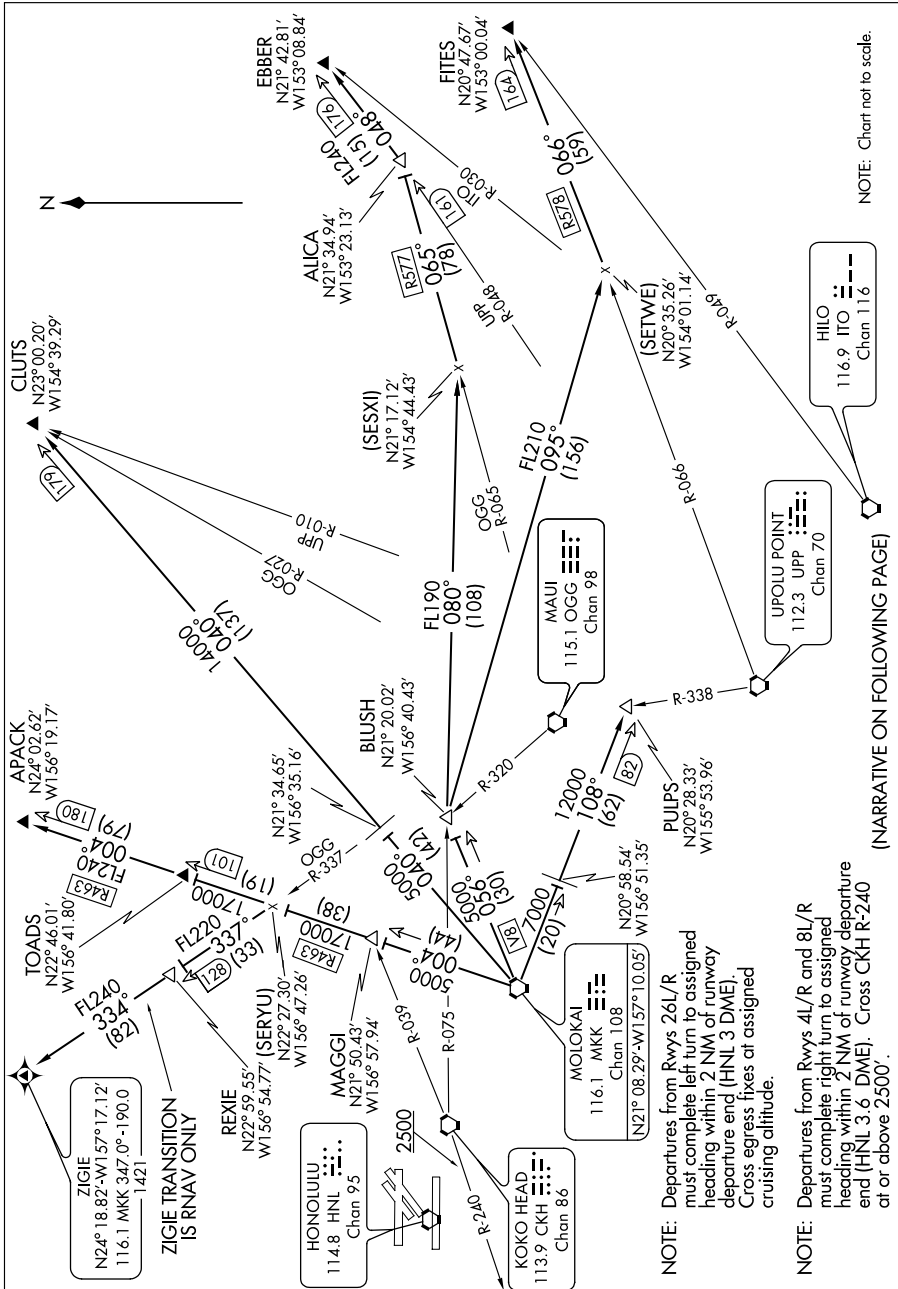 N
APACK
N24° 02.62′
W156° 19.17′
CLUTS
N23° 00.20′
W154° 39.29′
EBBER
N21° 42.81′
W153° 08.84′
FITES
N20° 47.67′
W153° 00.04′
ALICA
N21° 34.94′
W153° 23.13′
(SESXI)
N21° 17.12′
W154° 44.43′
(SETWE)
N20° 35.26′
W154° 01.14′
TOADS
N22° 46.01′
W156° 41.80′
ZIGIE
N24° 18.82′-W157° 17.12′
116.1 MKK 347.0°-190.0
1421
ZIGIE TRANSITION
IS RNAV ONLY
REXIE
N22° 59.55′
W156° 54.77′
(SERYU)
N22° 27.30′
W156° 47.26′
MAGGI
N21° 50.43′
W156° 57.94′
BLUSH
N21° 20.02′
W156° 40.43′
N21° 34.65′
W156° 35.16′
N20° 58.54′
W156° 51.35′
PULPS
N20° 28.33′
W155° 53.96′
FL240
334°
(82)
FL220
337°
(33)
128
R463
FL240
004°
(79)
180
17000
(19)
101
OGG
R-337
R463
17000
(38)
5000
004°
(44)
5000
040°
(42)
14000
040°
(137)
179
OGG
R-027
UPP
R-010
5000
056°
(30)
FL190
080°
(108)
OGG
R-065
R577
065°
(78)
161
UPP
R-048
FL240
048°
(15)
176
ITO
R-030
FL210
095°
(156)
R578
066°
(59)
164
R-049
R-066
R-338
R-320
V8
7000
(20)
12000
108°
(62)
82
R-039
R-075
R-240
2500
HONOLULU
114.8 HNL
Chan 95
KOKO HEAD
113.9 CKH
Chan 86
MOLOKAI
116.1 MKK
Chan 108
N21° 08.29′-W157° 10.05′
MAUI
115.1 OGG
Chan 98
UPOLU POINT
112.3 UPP
Chan 70
HILO
116.9 ITO
Chan 116
NOTE: Departures from Rwys 26L/R
must complete left turn to assigned
heading within 2 NM of runway
departure end (HNL 3 DME).
Cross egress fixes at assigned
cruising altitude.
NOTE: Departures from Rwys 4L/R and 8L/R
must complete right turn to assigned
heading within 2 NM of runway departure
end (HNL 3.6 DME). Cross CKH R-240
at or above 2500′.
(NARRATIVE ON FOLLOWING PAGE)
NOTE: Chart not to scale.